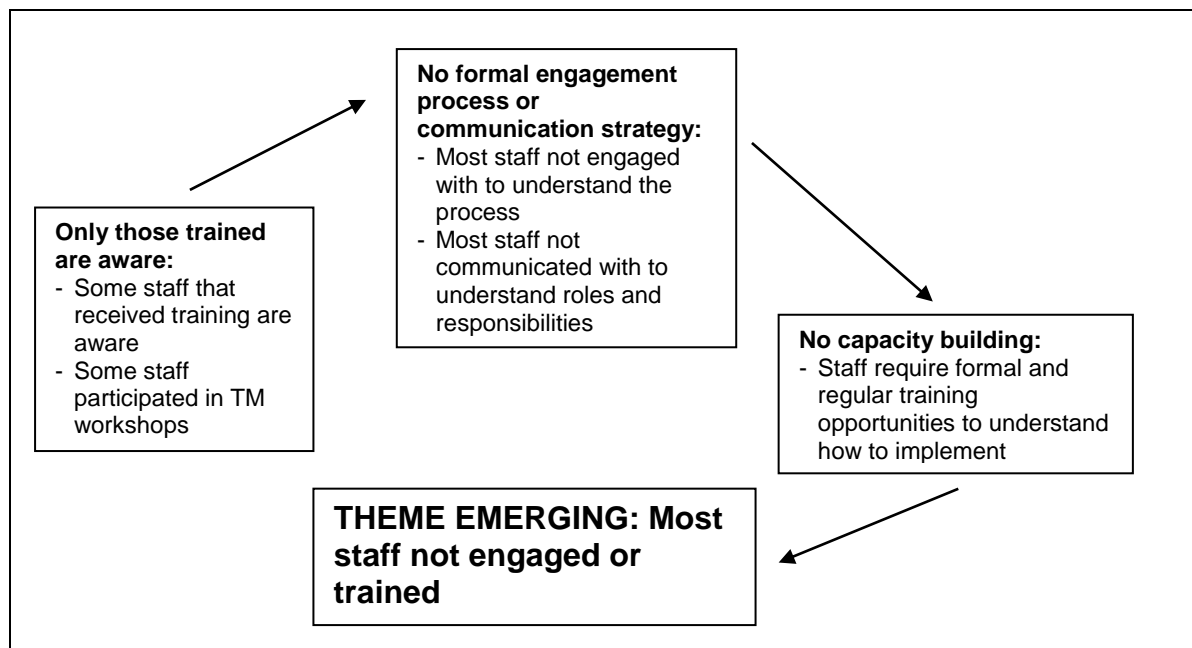 Only those trained
are aware:
- Some staff that
received training are
aware
- Some staff
participated in TM
workshops
No formal engagement
process or
communication strategy:
- Most staff not engaged
with to understand the
process
- Most staff not
communicated with to
understand roles and
responsibilities
No capacity building:
- Staff require formal and
regular training
opportunities to understand
how to implement
THEME EMERGING: Most
staff not engaged or
trained